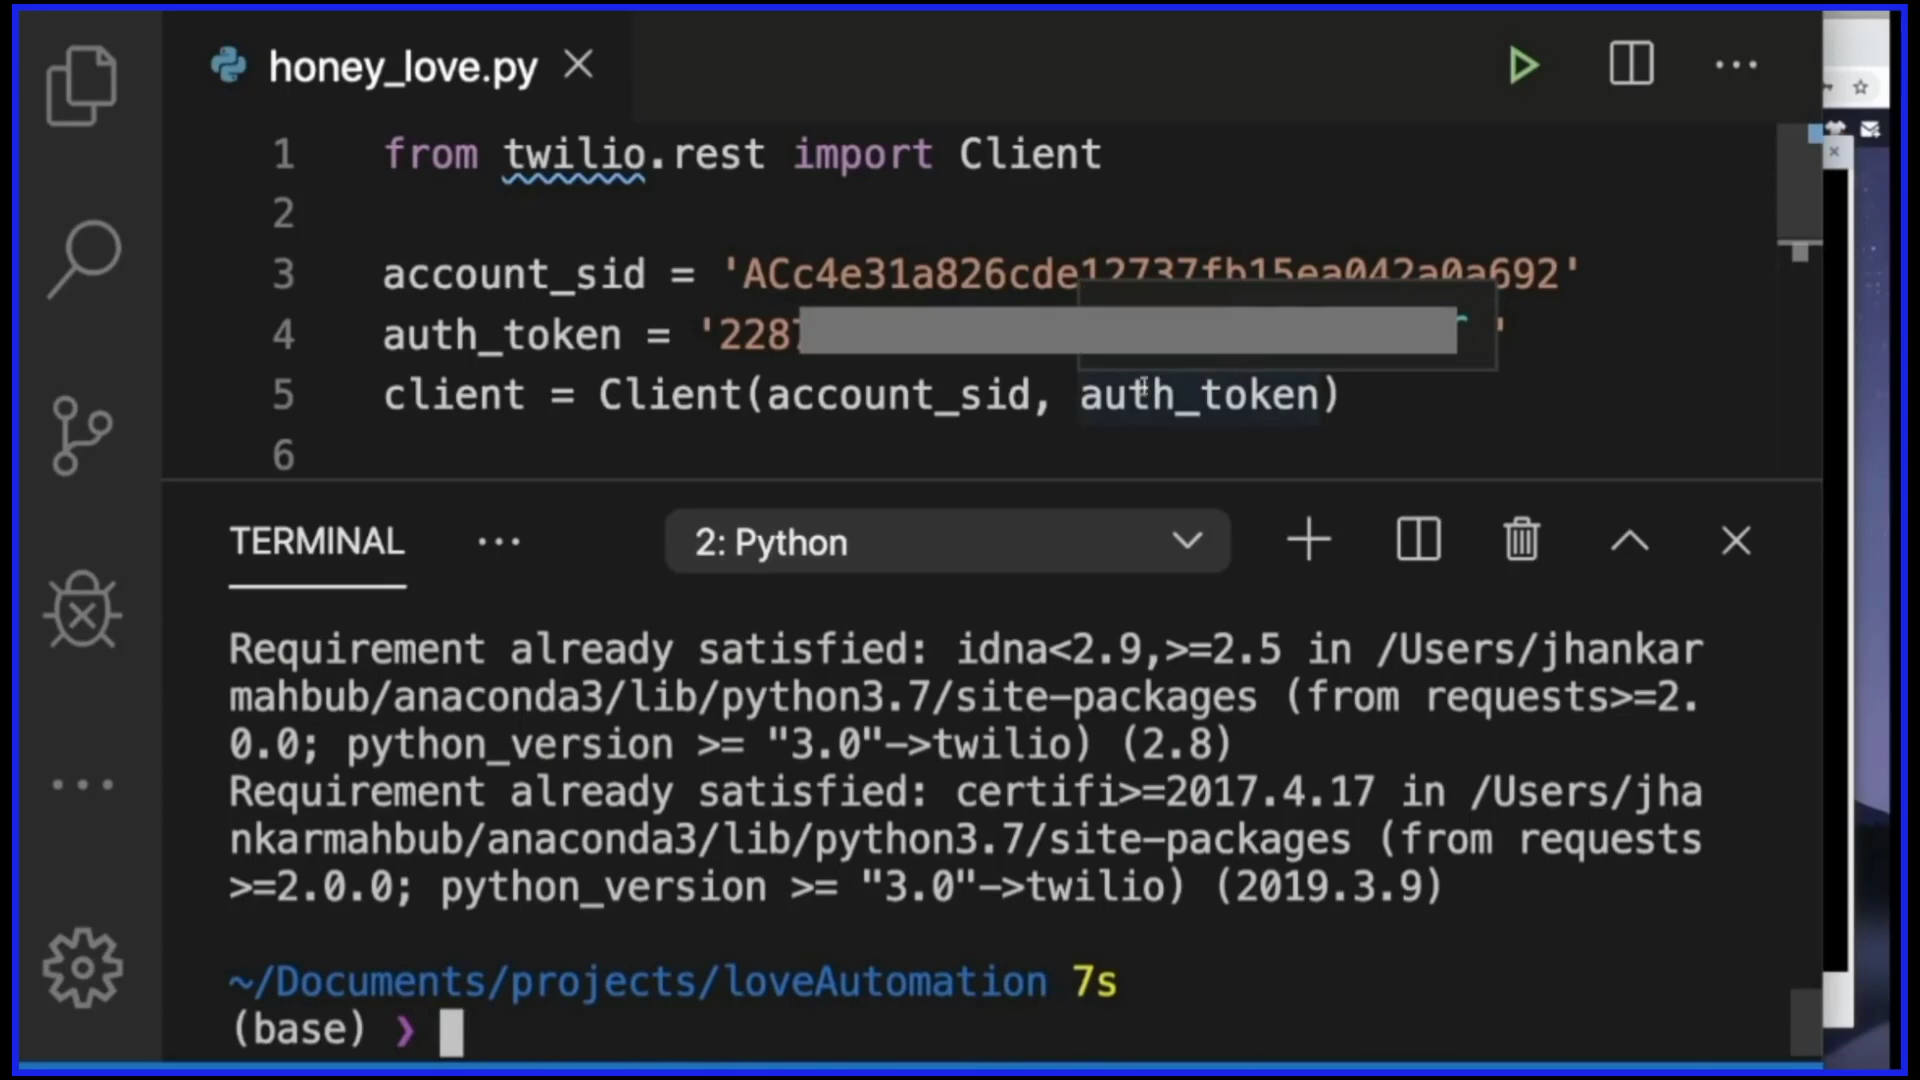 honey_love.py
1 from twilio.rest import Client
2
3 account_sid = 'ACc4e31a826cde12737fb15ea042a0a692'
4 auth_token = '2287 '
5 client = Client(account_sid, auth_token)
6
TERMINAL ... 2: Python
Requirement already satisfied: idna<2.9,>=2.5 in /Users/jhankar
mahbub/anaconda3/lib/python3.7/site-packages (from requests>=2.
0.0; python_version >= "3.0"->twilio) (2.8)
Requirement already satisfied: certifi>=2017.4.17 in /Users/jha
nkarmahbub/anaconda3/lib/python3.7/site-packages (from requests
>=2.0.0; python_version >= "3.0"->twilio) (2019.3.9)
~/Documents/projects/loveAutomation 7s
(base) ❯